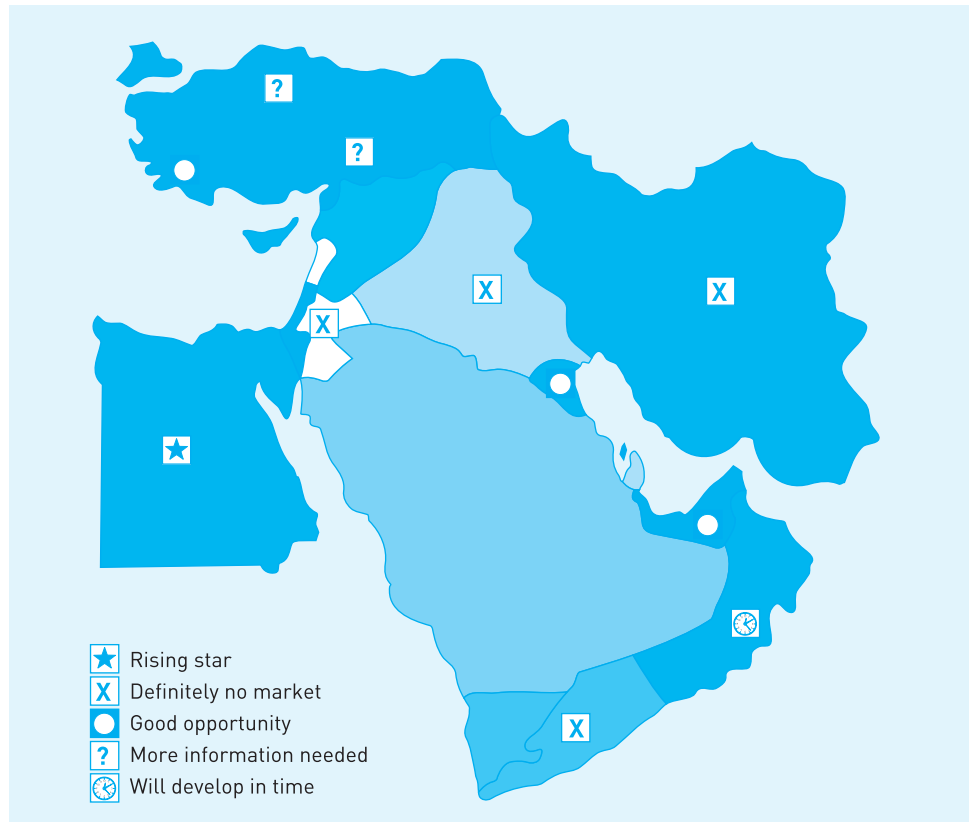 ?
?
X
X
X
X
Rising star
X Definitely no market
Good opportunity
? More information needed
Will develop in time